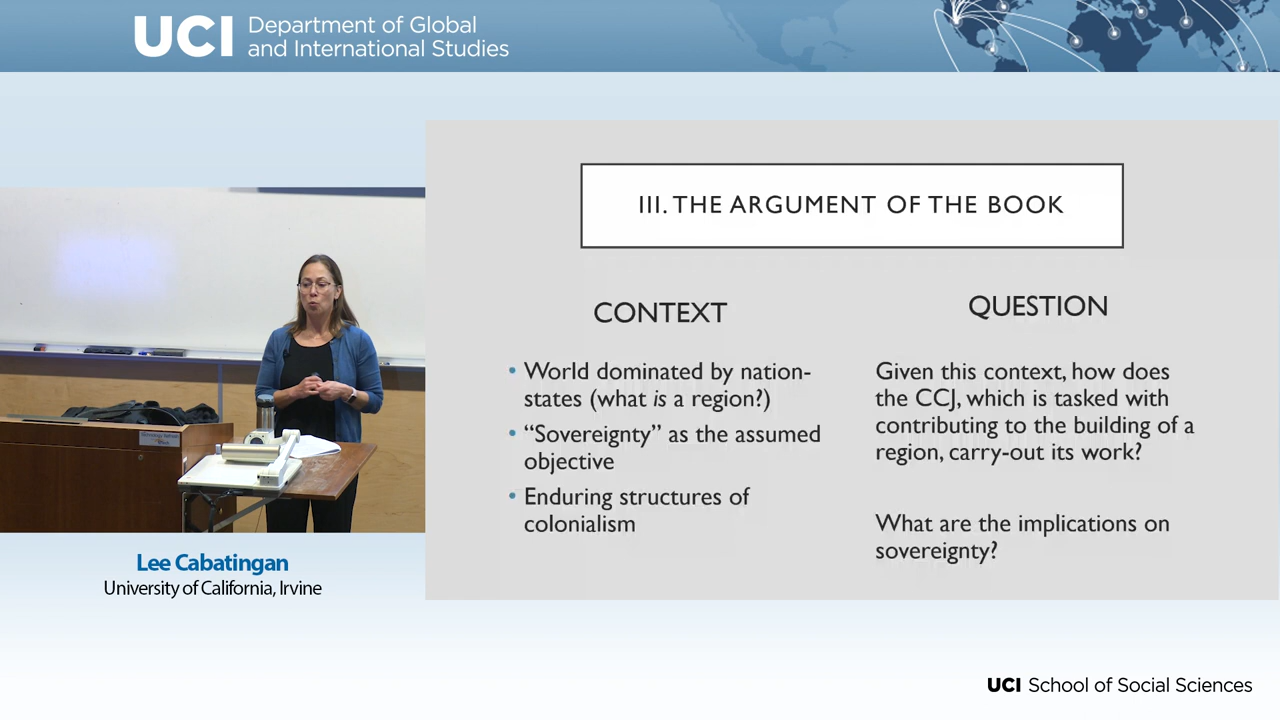 UCI Department of Global
and International Studies
III. THE ARGUMENT OF THE BOOK
CONTEXT
• World dominated by nation-
states (what is a region?)
• “Sovereignty” as the assumed
objective
• Enduring structures of
colonialism
QUESTION
Given this context, how does
the CCJ, which is tasked with
contributing to the building of a
region, carry-out its work?
What are the implications on
sovereignty?
Lee Cabatingan
University of California, Irvine
UCI School of Social Sciences